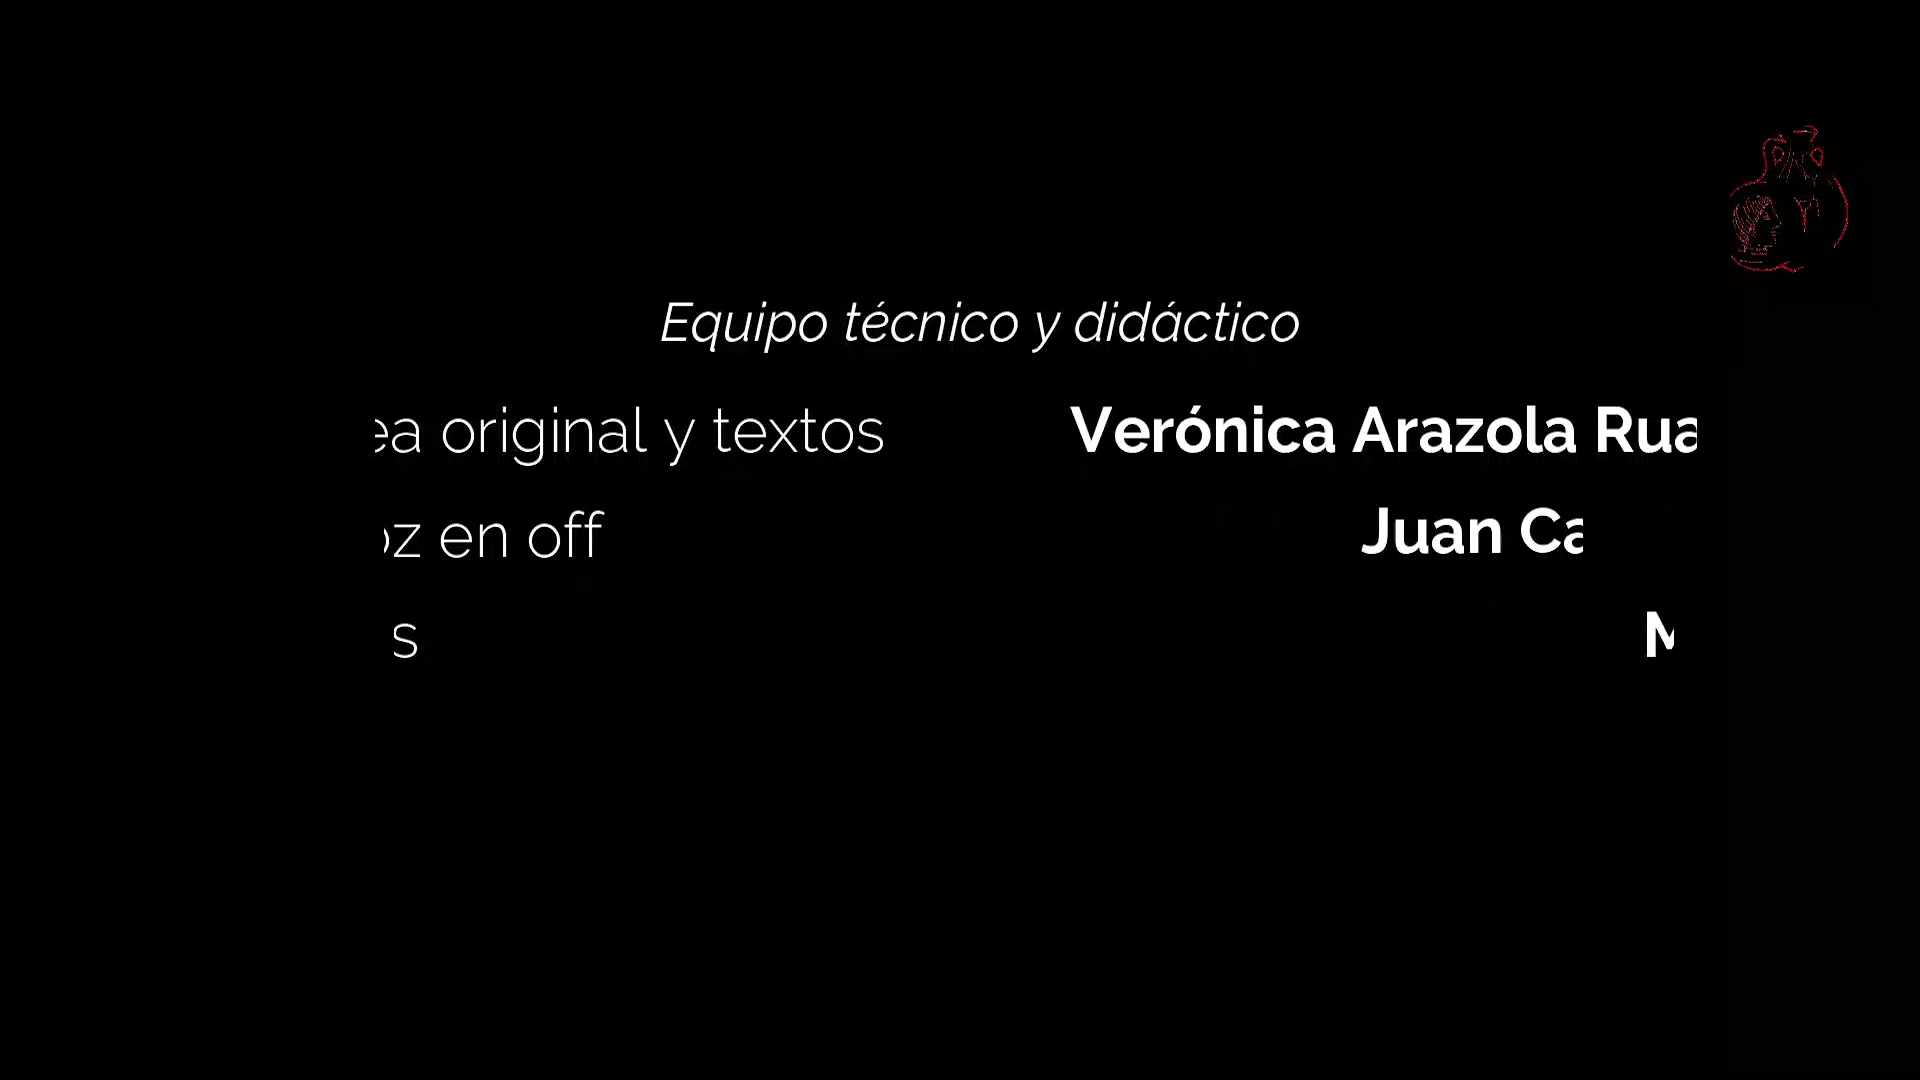 Equipo técnico y didáctico
ea original y textos Verónica Arazola Rua
oz en off Juan Ca
s M